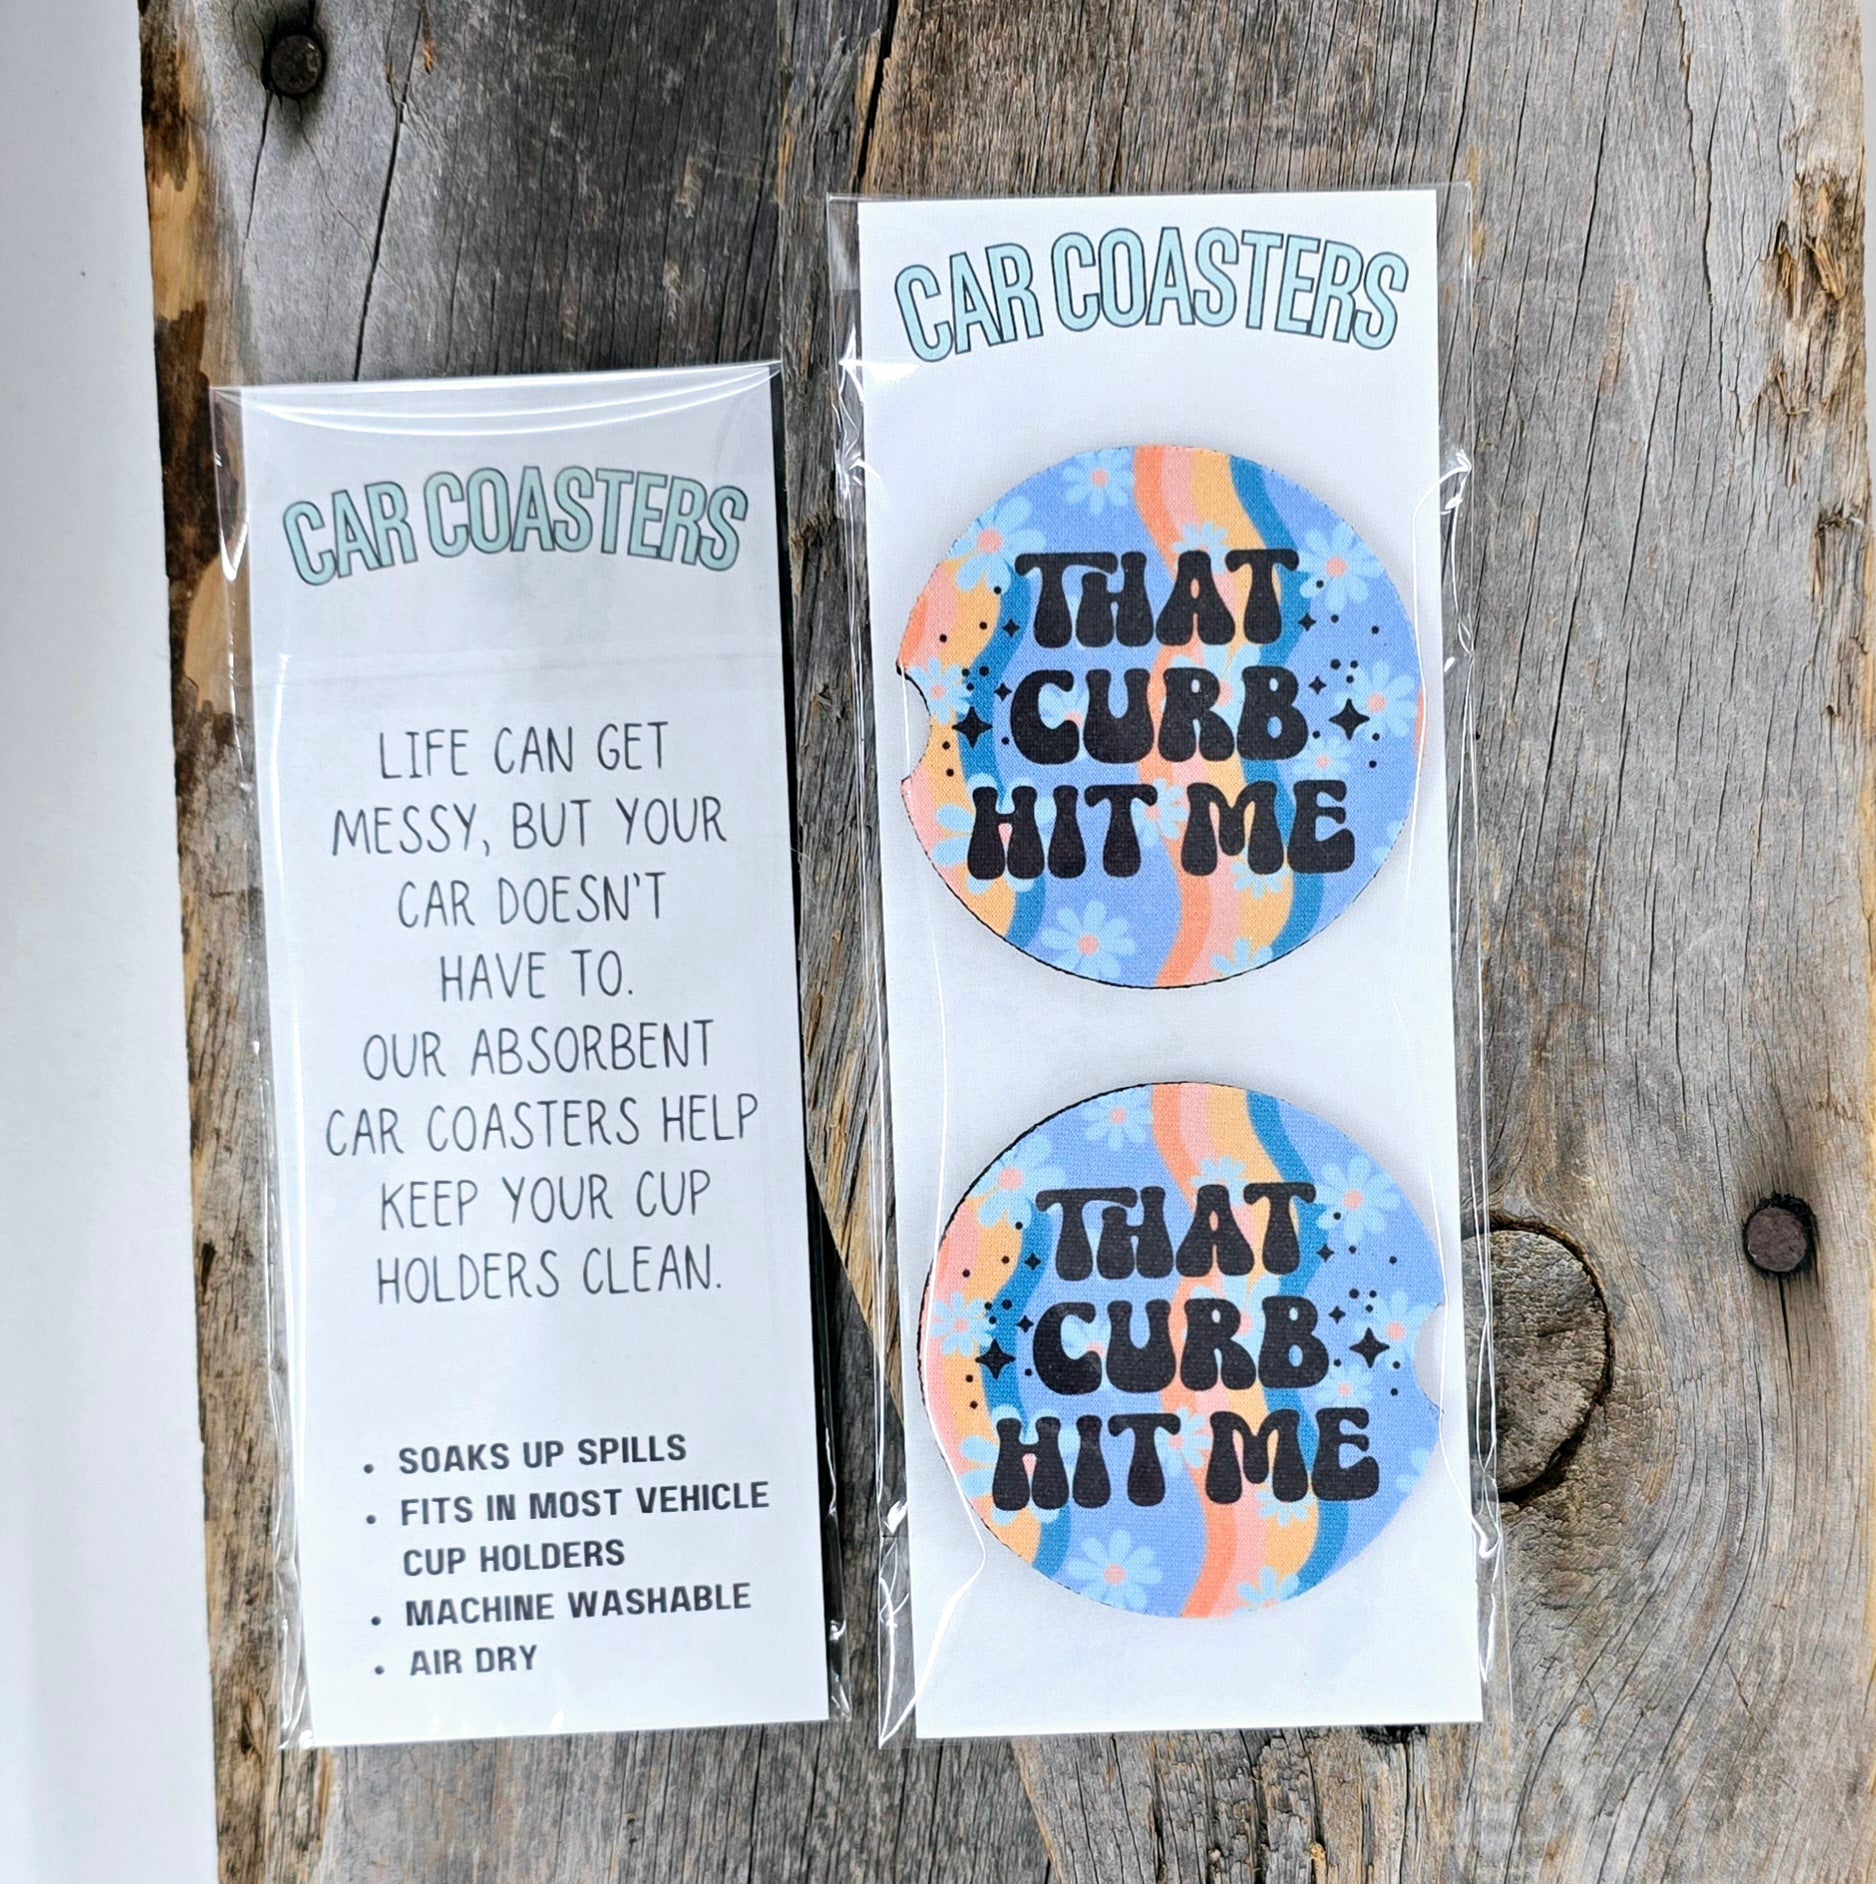 CAR COASTERS
LIFE CAN GET
MESSY, BUT YOUR
CAR DOESN'T
HAVE TO.
OUR ABSORBENT
CAR COASTERS HELP
KEEP YOUR CUP
HOLDERS CLEAN.
• SOAKS UP SPILLS
• FITS IN MOST VEHICLE
CUP HOLDERS
• MACHINE WASHABLE
• AIR DRY
CAR COASTERS
THAT
CURB
HIT ME
THAT
CURB
HIT ME